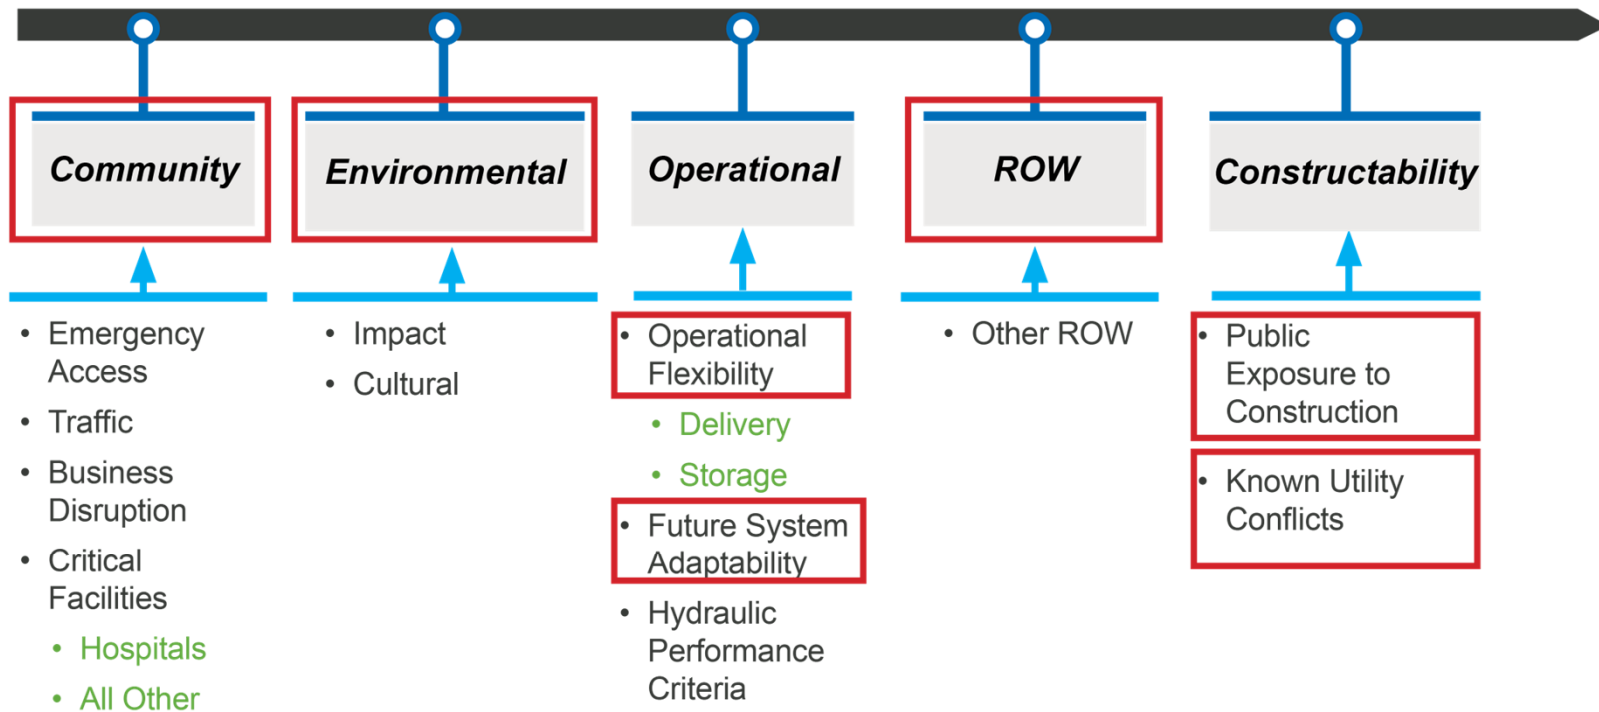 Community
Environmental
Operational
ROW
Constructability
• Emergency
Access
• Traffic
• Business
Disruption
• Critical
Facilities
• Hospitals
• All Other
• Impact
• Cultural
• Operational
Flexibility
• Delivery
• Storage
• Future System
Adaptability
• Hydraulic
Performance
Criteria
• Other ROW
• Public
Exposure to
Construction
• Known Utility
Conflicts